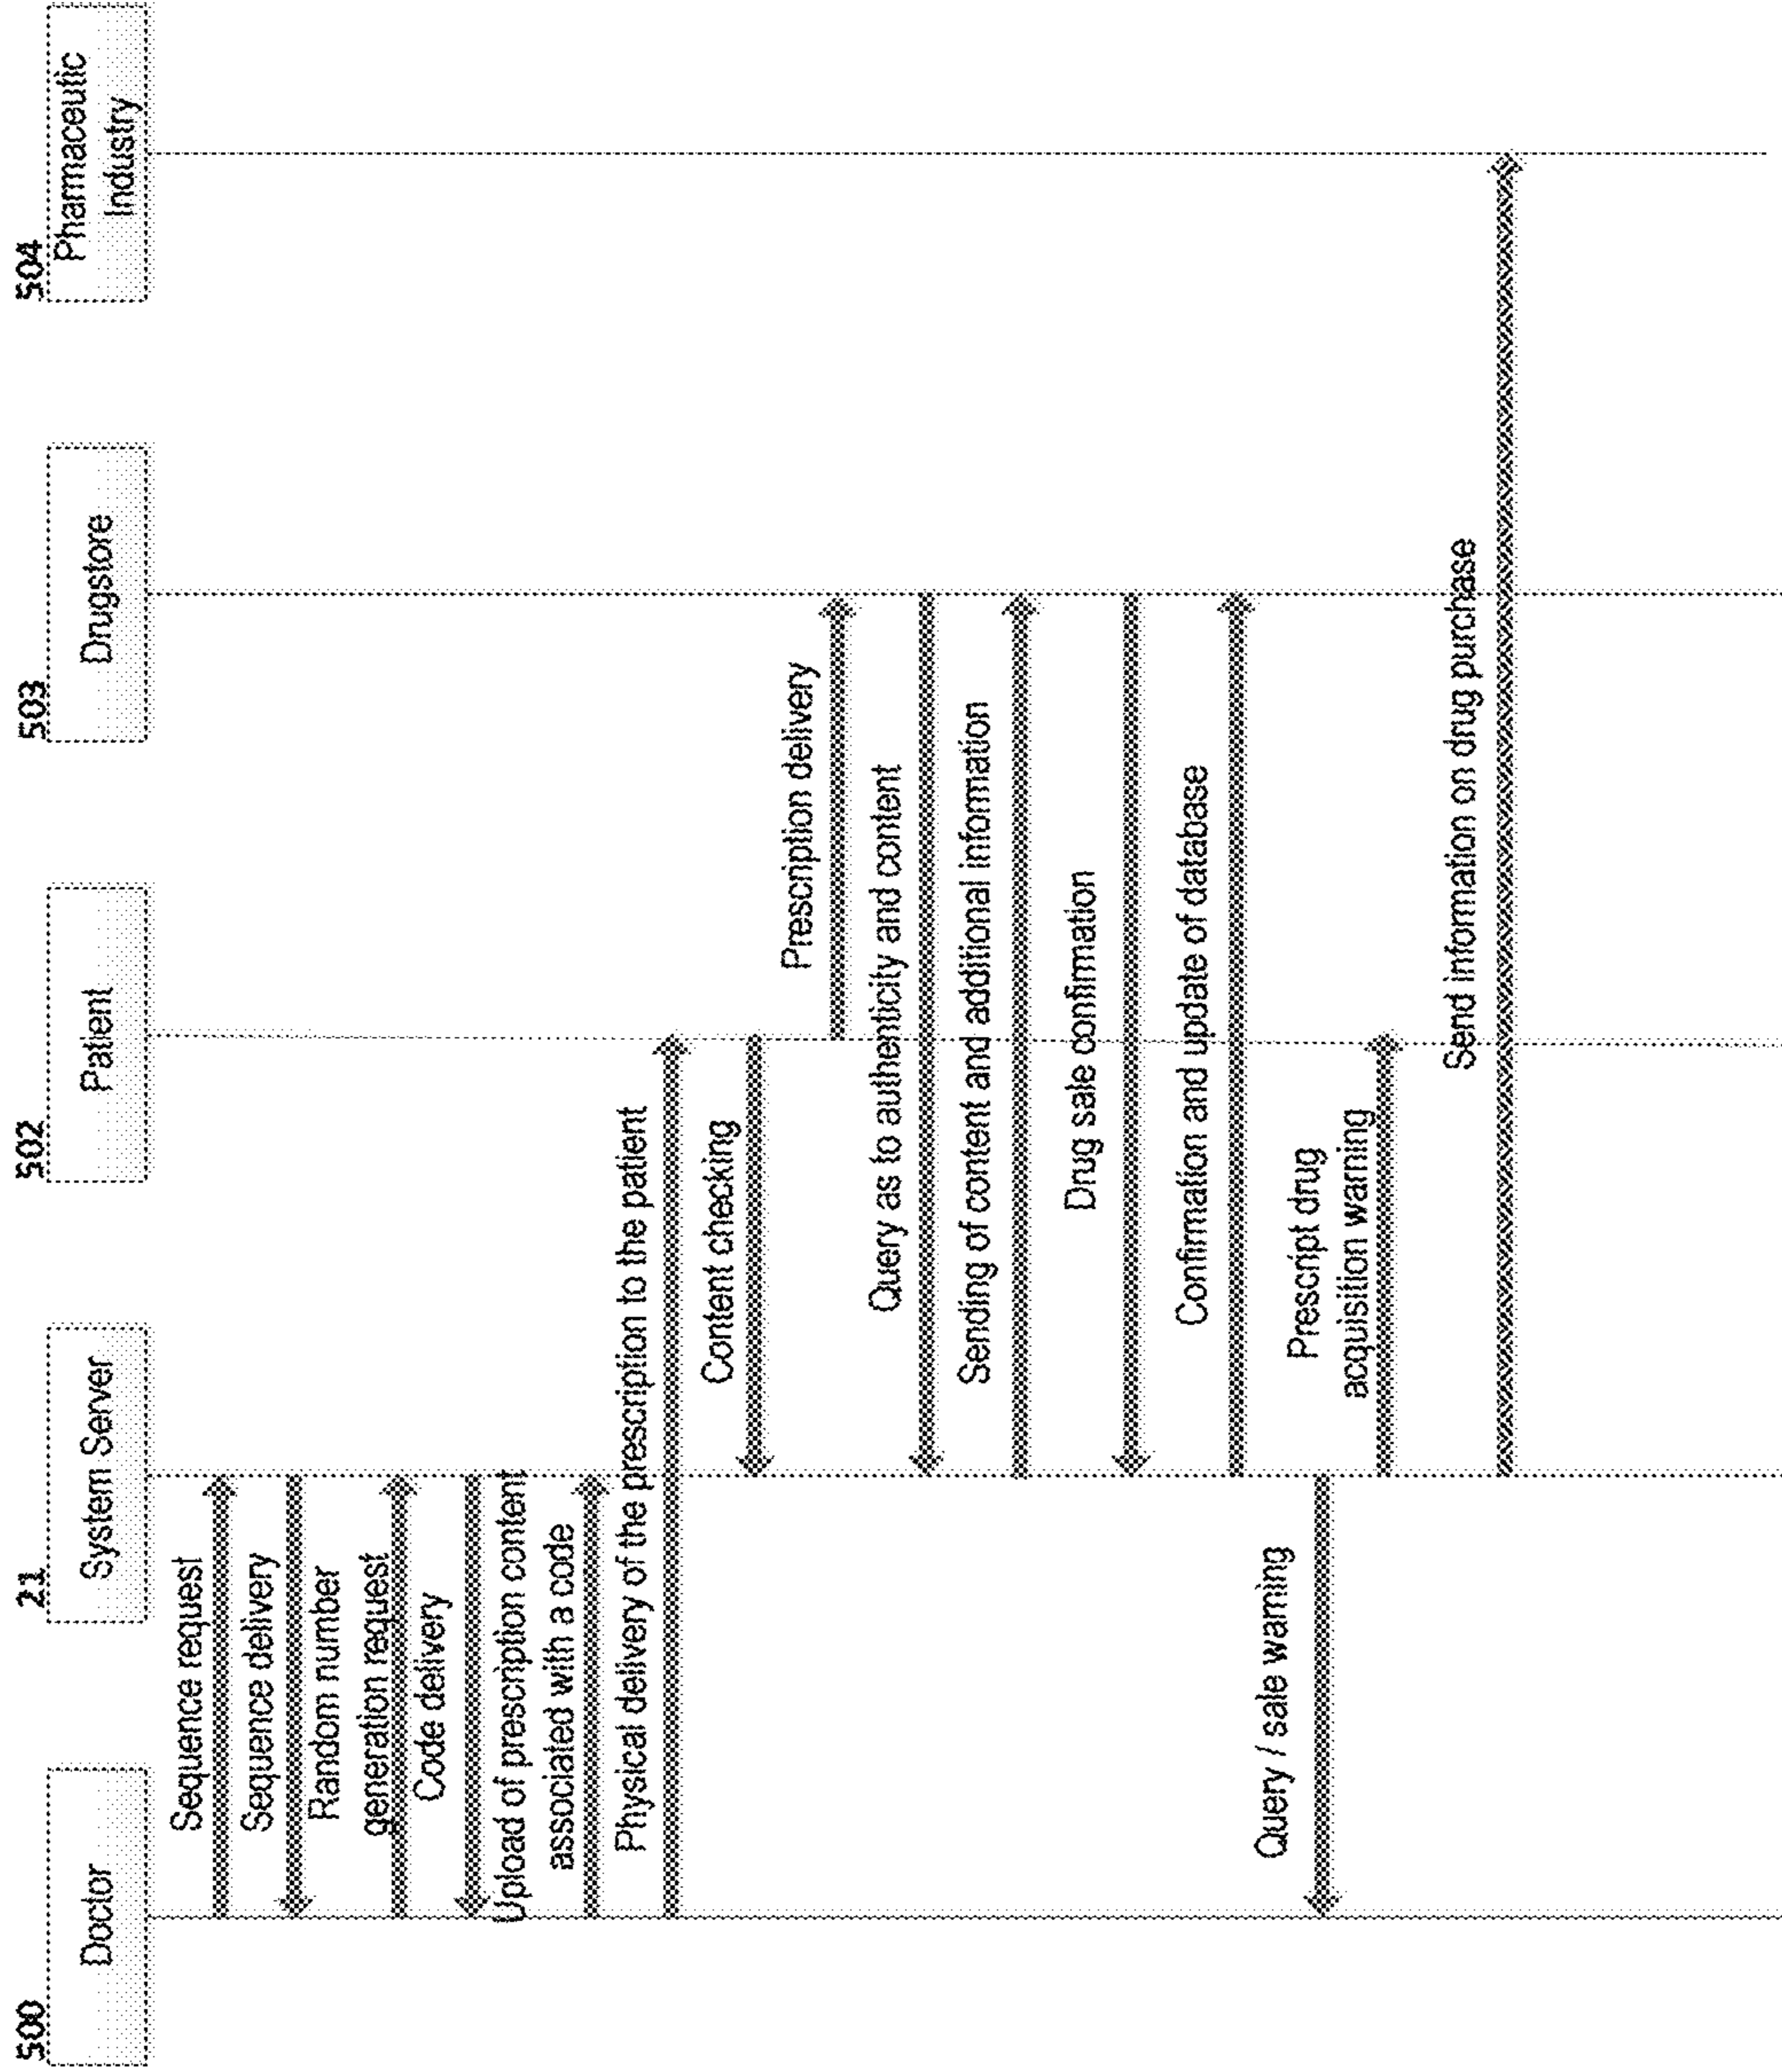 500
Doctor
21
System Server
502
Patient
503
Drugstore
504
Pharmaceutic
Industry
Sequence request
Sequence delivery
Random number
generation request
Code delivery
Upload of prescription content
associated with a code
Physical delivery of the prescription to the patient
Content checking
Prescription delivery
Query as to authenticity and content
Sending of content and additional information
Drug sale confirmation
Confirmation and update of database
Query / sale warning
Prescript drug
acquisition warning
Send information on drug purchase